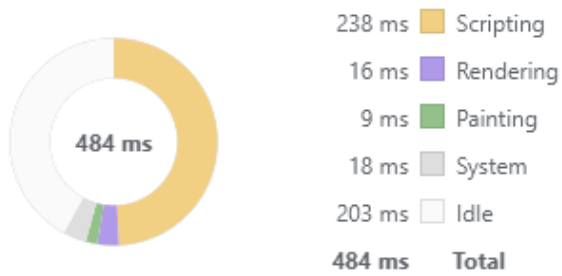 484 ms
238 ms Scripting
16 ms Rendering
9 ms Painting
18 ms System
203 ms Idle
484 ms Total